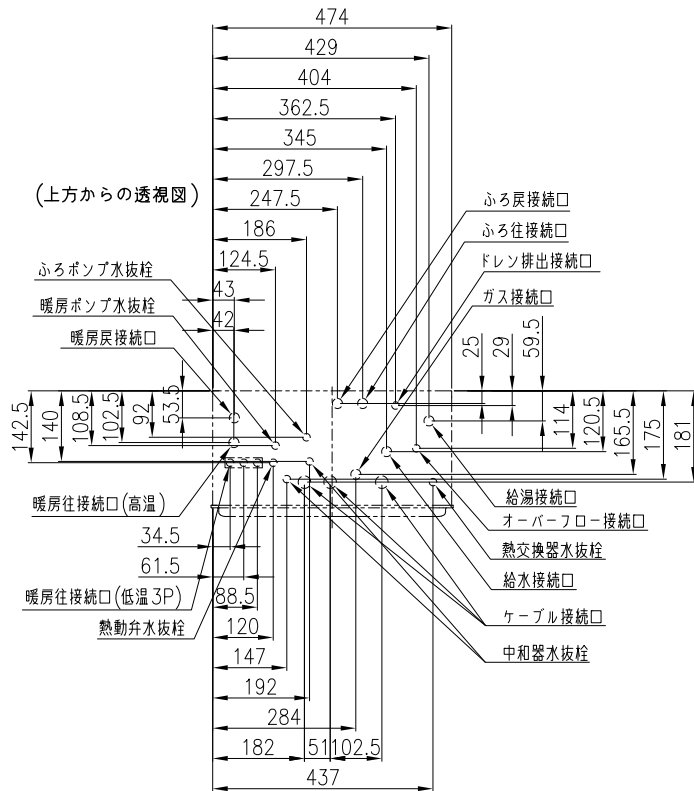 474
429
404
362.5
345
297.5
(上方からの透視図)
247.5
ふろ戻接続口
186
ふろ往接続口
124.5
ドレン排出接続口
ふろポンプ水抜栓
43
ガス接続口
暖房ポンプ水抜栓
42
暖房戻接続口
25
29
59.5
142.5
140
108.5
102.5
92
53.5
114
120.5
165.5
175
181
暖房往接続口(高温)
給湯接続口
オーバーフロー接続口
34.5
熱交換器水抜栓
61.5
給水接続口
暖房往接続口(低温3P)
88.5
ケーブル接続口
熱動弁水抜栓
120
147
中和器水抜栓
192
284
182
51
102.5
437